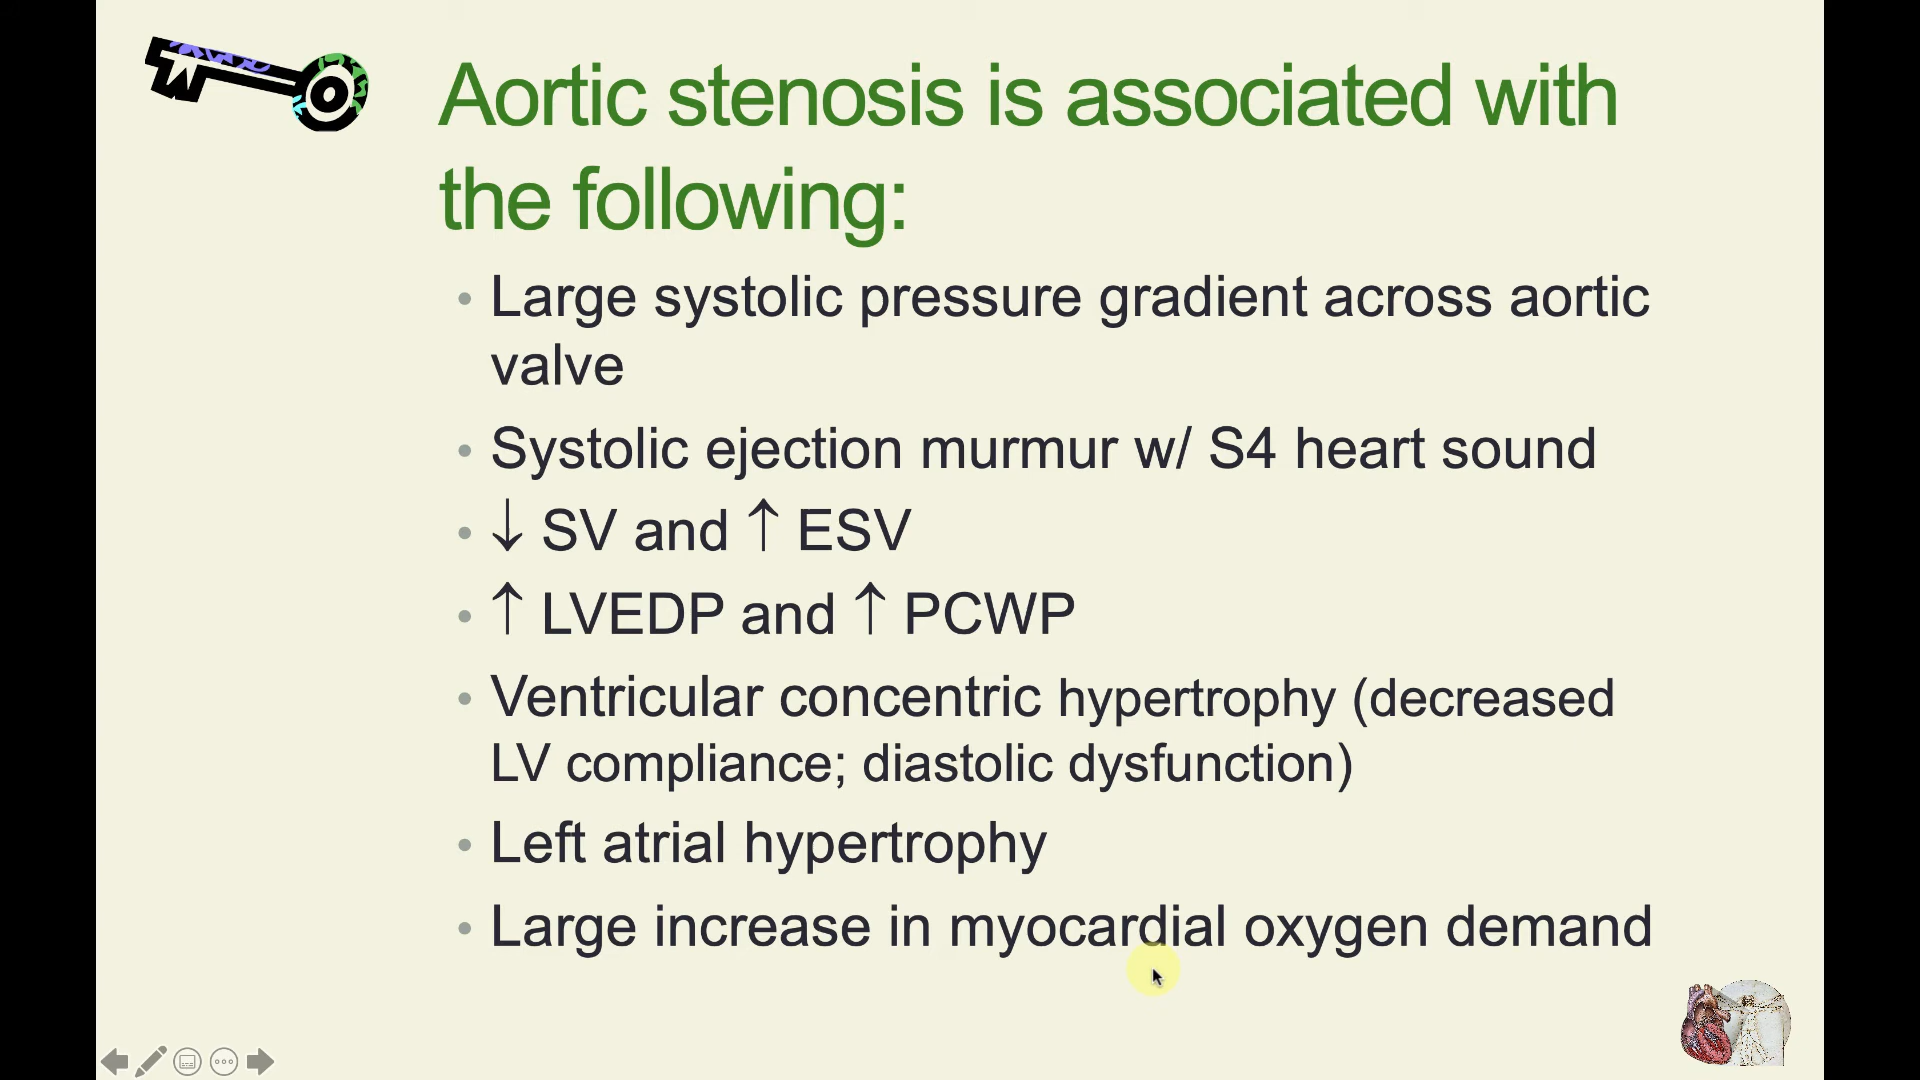 Aortic stenosis is associated with
the following:
• Large systolic pressure gradient across aortic
valve
• Systolic ejection murmur w/ S4 heart sound
• ↓ SV and ↑ ESV
• ↑ LVEDP and ↑ PCWP
• Ventricular concentric hypertrophy (decreased
LV compliance; diastolic dysfunction)
• Left atrial hypertrophy
• Large increase in myocardial oxygen demand